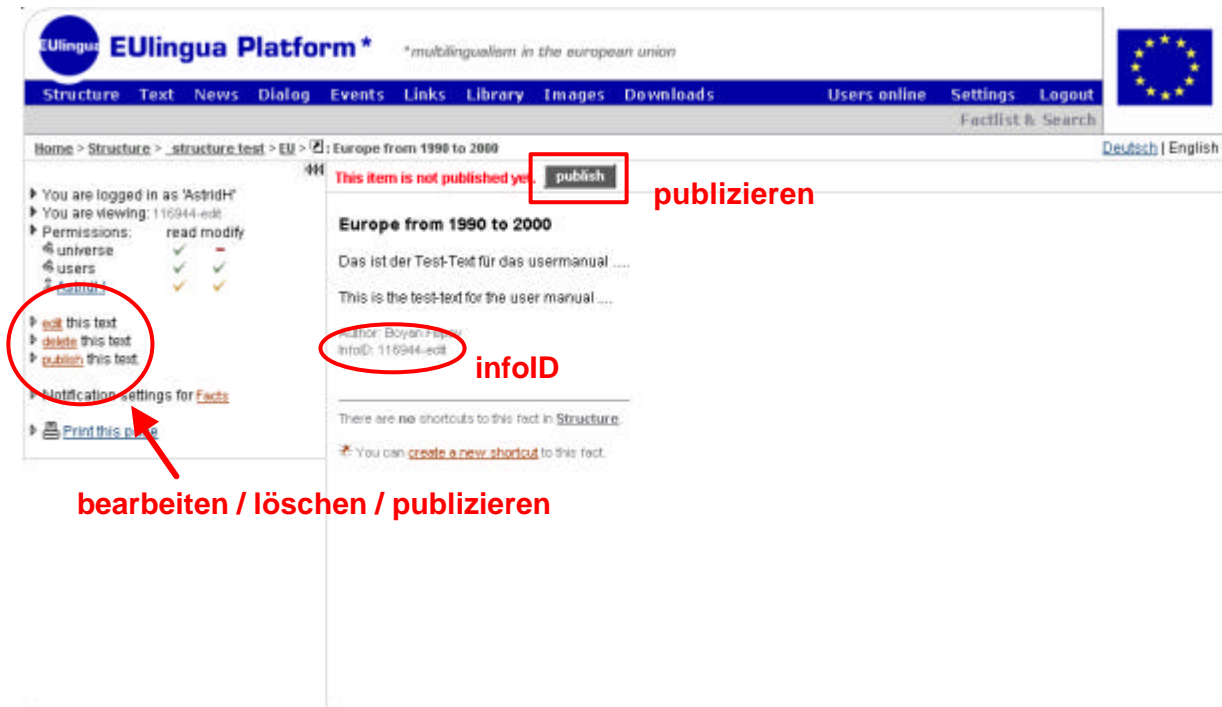 EUlingua
EUlingua Platform*
*multilingualism in the european union
Structure Text News Dialog Events Links Library Images Downloads Users online Settings Logout
Factlist & Search
Home > Structure > _structure test > EU > : Europe from 1990 to 2000
Deutsch | English
You are logged in as 'AstridH'
You are viewing: 116944-edit
Permissions: read modify
universe
users
AstridH
edit this text
delete this text
publish this text
Notification settings for Facts
Print this page
bearbeiten / löschen / publizieren
This item is not published yet. publish
publizieren
Europe from 1990 to 2000
Das ist der Test-Text für das usermanual ....
This is the test-text for the user manual ....
Author: Boyan
InfoID: 116944-edit
infoID
There are no shortcuts to this fact in Structure.
You can create a new shortcut to this fact.